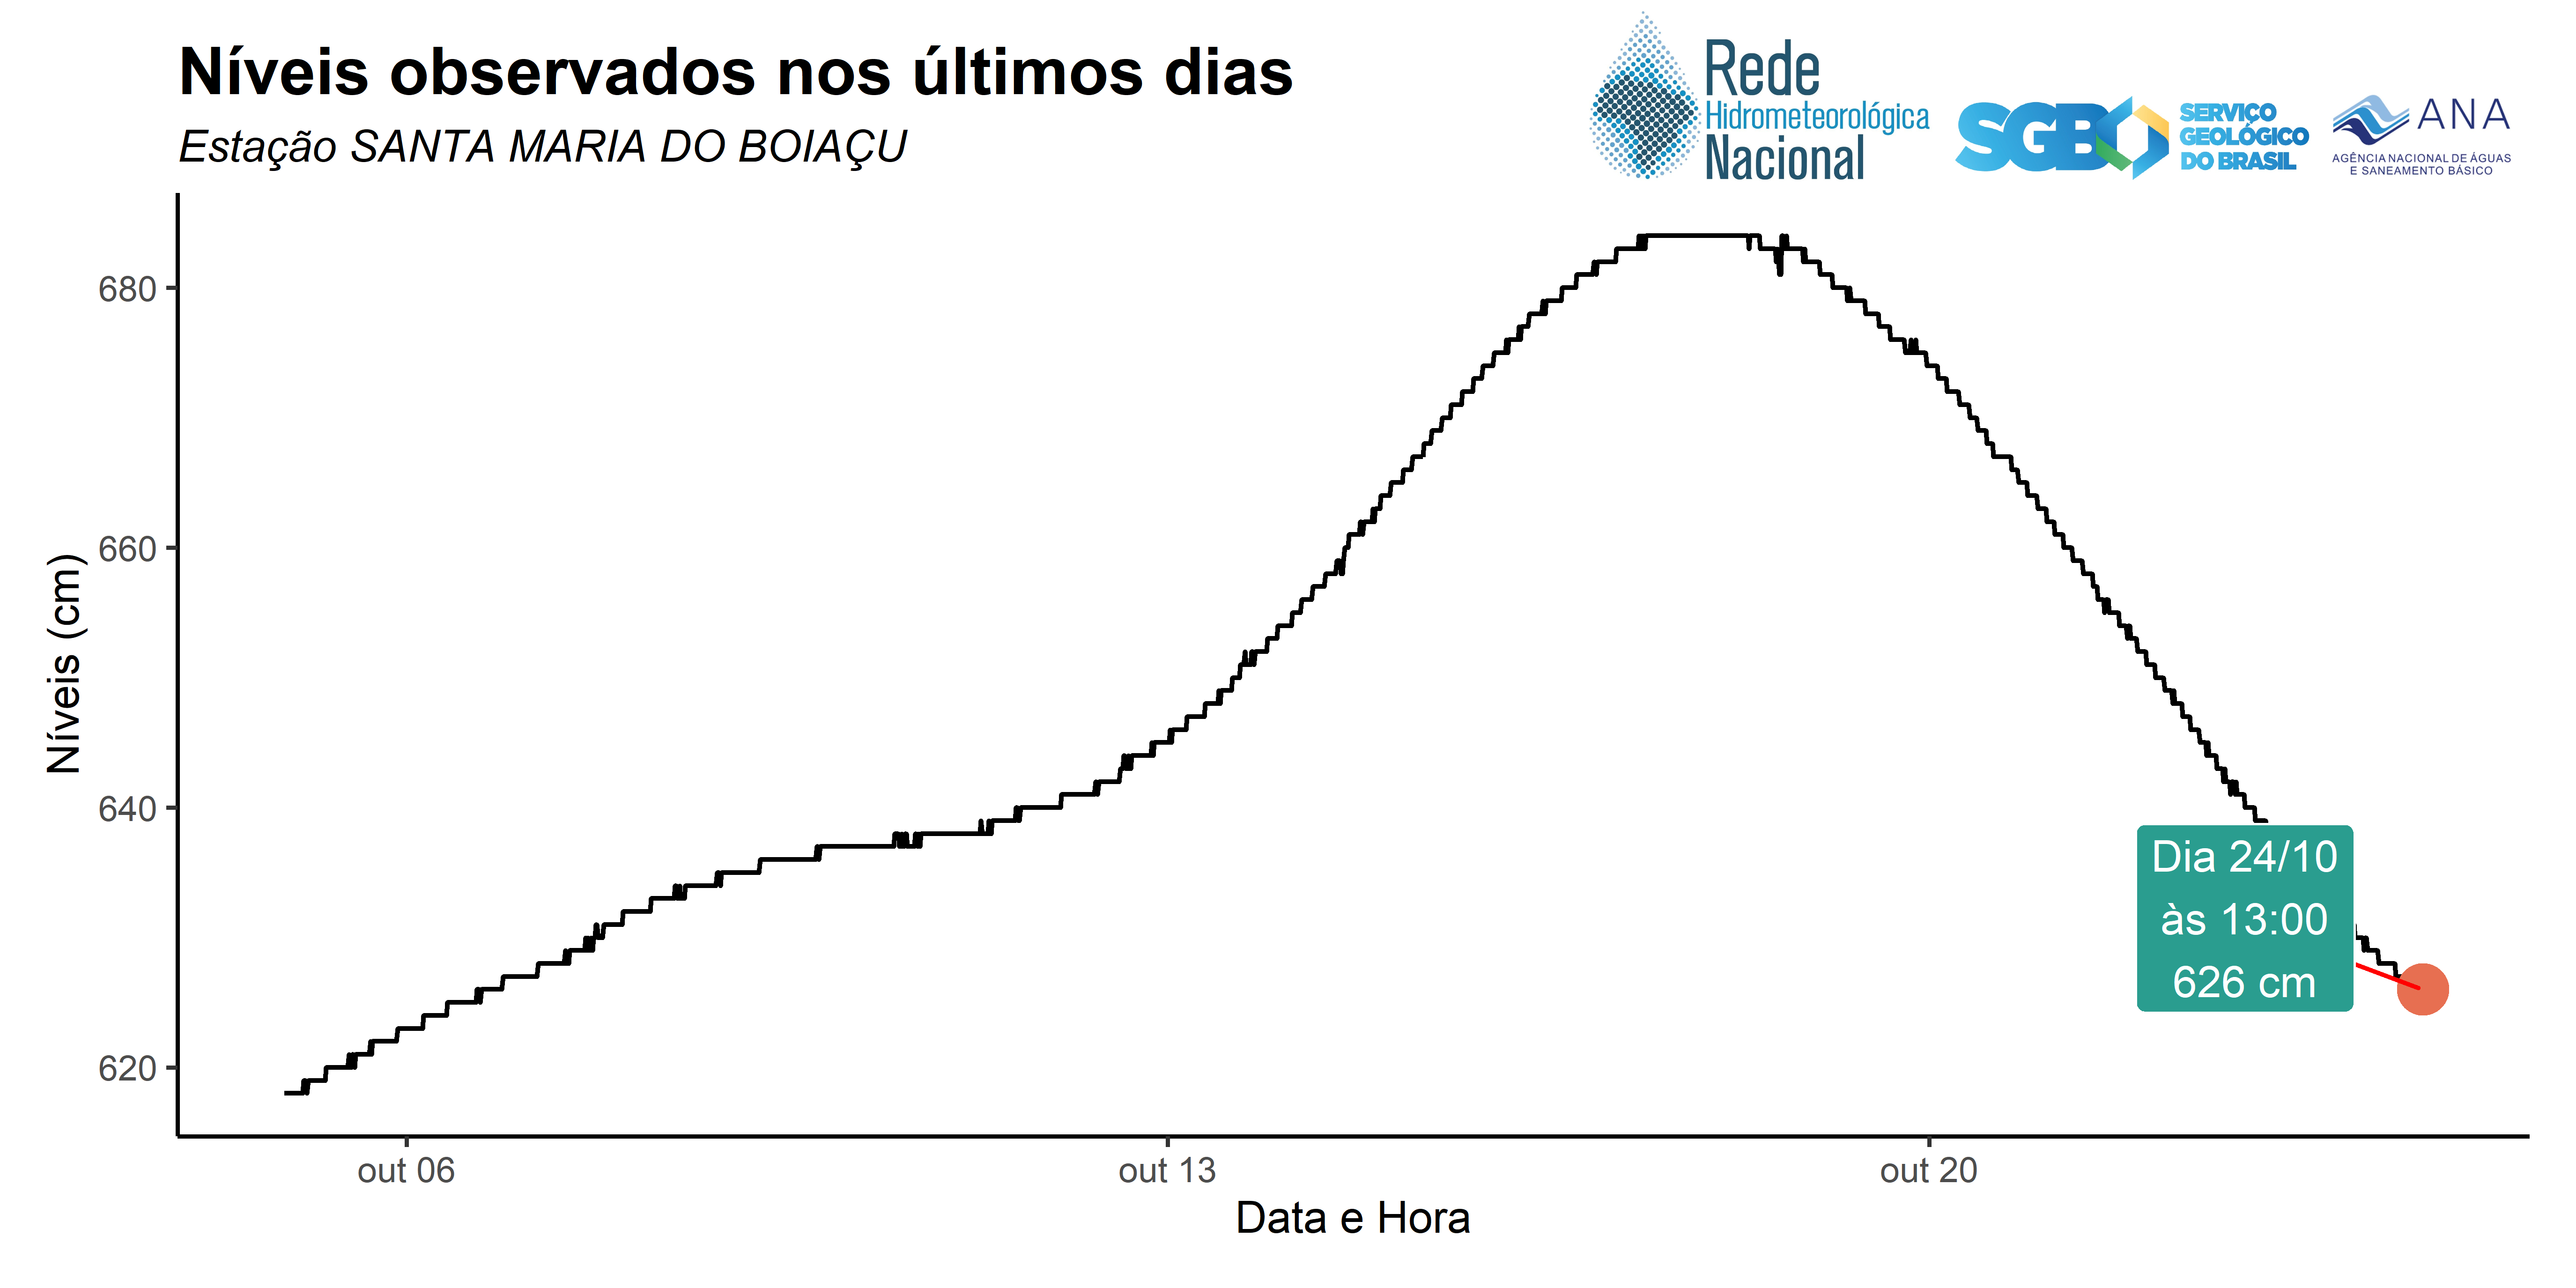 Níveis observados nos últimos dias
Estação SANTA MARIA DO BOIAÇU
Rede
Hidrometeorológica
Nacional
SGB
SERVIÇO
GEOLÓGICO
DO BRASIL
ANA
AGÊNCIA NACIONAL DE ÁGUAS
E SANEAMENTO BÁSICO
Níveis (cm)
680
660
640
620
Dia 24/10
às 13:00
626 cm
out 06
out 13
out 20
Data e Hora